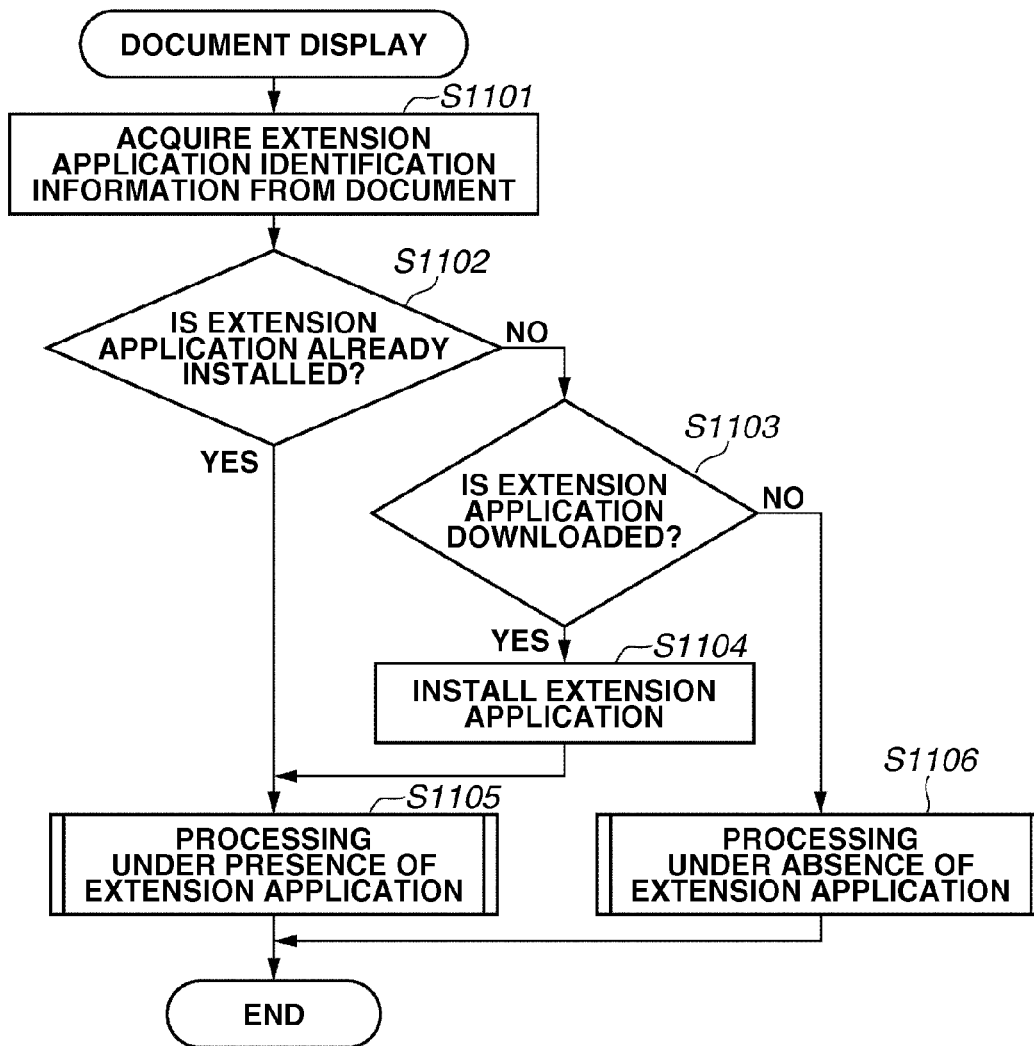 DOCUMENT DISPLAY
S1101
ACQUIRE EXTENSION
APPLICATION IDENTIFICATION
INFORMATION FROM DOCUMENT
S1102
IS EXTENSION
APPLICATION ALREADY
INSTALLED?
NO
YES
S1103
IS EXTENSION
APPLICATION
DOWNLOADED?
NO
YES
S1104
INSTALL EXTENSION
APPLICATION
S1105
PROCESSING
UNDER PRESENCE OF
EXTENSION APPLICATION
S1106
PROCESSING
UNDER ABSENCE OF
EXTENSION APPLICATION
END